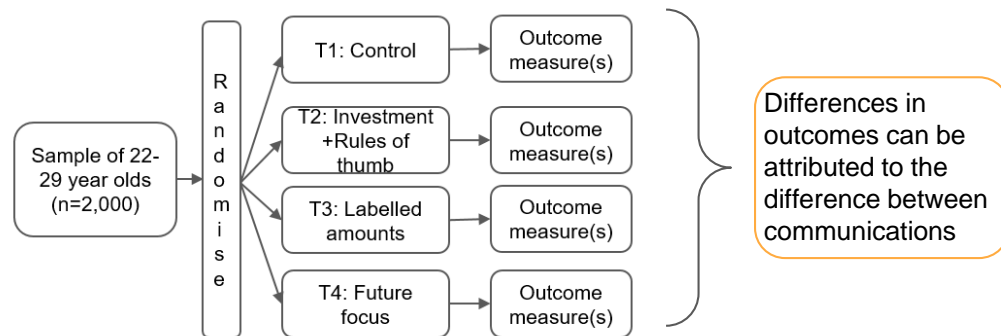 Sample of 22-
29 year olds
(n=2,000)
R
a
n
d
o
m
i
s
e
T1: Control
Outcome
measure(s)
T2: Investment
+Rules of
thumb
Outcome
measure(s)
T3: Labelled
amounts
Outcome
measure(s)
T4: Future
focus
Outcome
measure(s)
Differences in
outcomes can be
attributed to the
difference between
communications